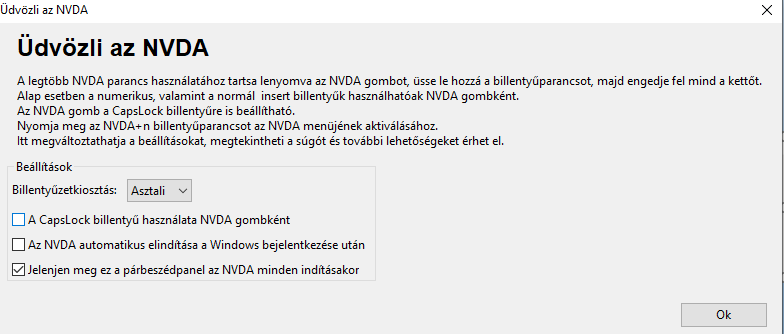 Üdvözli az NVDA
Üdvözli az NVDA
A legtöbb NVDA parancs használatához tartsa lenyomva az NVDA gombot, üsse le hozzá a billentyűparancsot, majd engedje fel mind a kettőt.
Alap esetben a numerikus, valamint a normál insert billentyűk használhatóak NVDA gombként.
Az NVDA gomb a CapsLock billentyűre is beállítható.
Nyomja meg az NVDA+n billentyűparancsot az NVDA menüjének aktiválásához.
Itt megváltoztathatja a beállításokat, megtekintheti a súgót és további lehetőségeket érhet el.
Beállítások
Billentyűzetkiosztás: Asztali
A CapsLock billentyű használata NVDA gombként
Az NVDA automatikus elindítása a Windows bejelentkezése után
Jelenjen meg ez a párbeszédpanel az NVDA minden indításakor
Ok